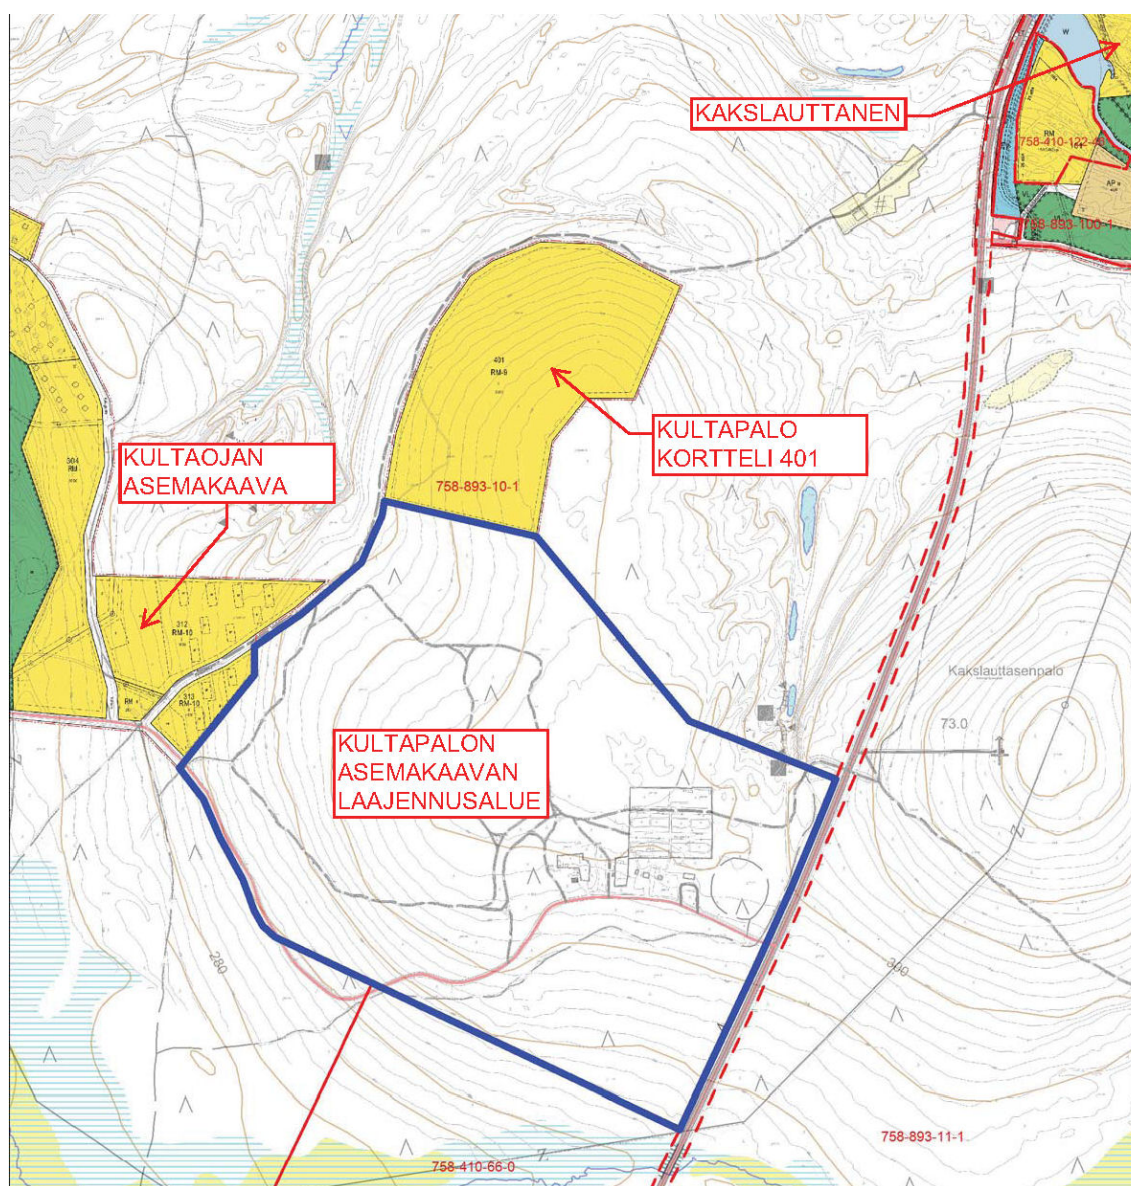 W
KAKSLAUTTANEN
RM
758-410-122-
AP
758-893-100-1
401
RM-9
KULTAPALO
KORTTELI 401
KULTAOJAN
ASEMAKAAVA
304
RM
758-893-10-1
312
RM-10
313
RM-10
RM
Kakslauttasenpalo
73.0
KULTAPALON
ASEMAKAAVAN
LAAJENNUSALUE
280
300
Z
Z
758-893-11-1
758-410-66-0